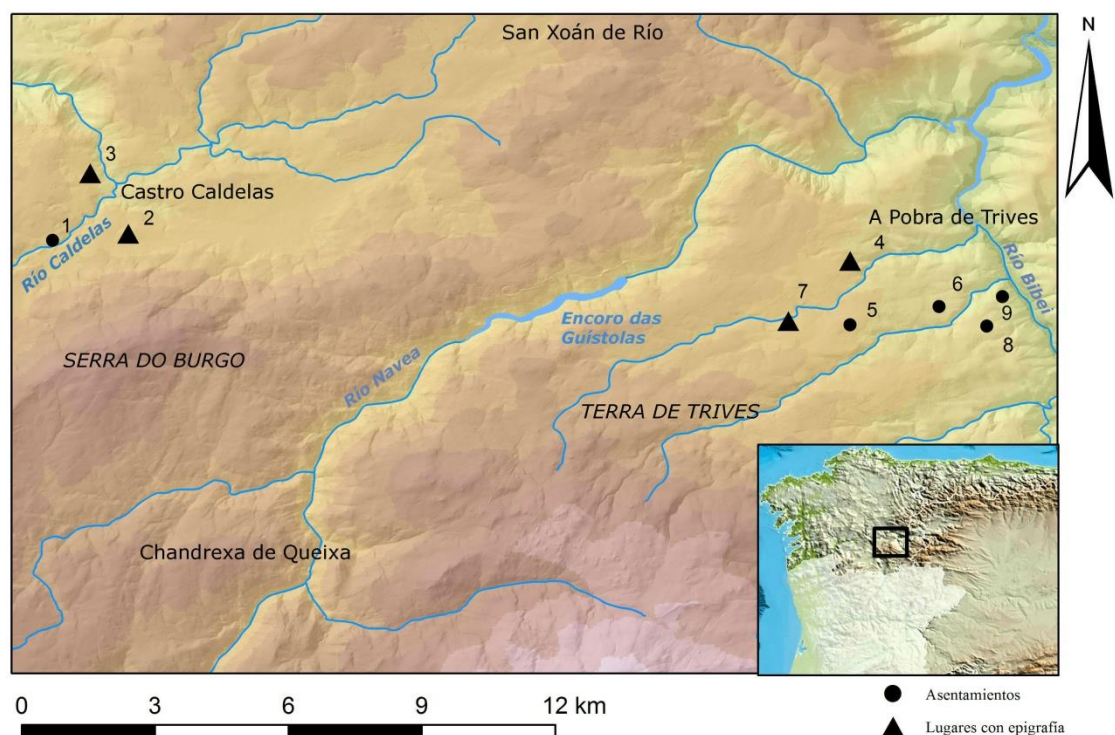 San Xoán de Río
N
3
Castro Caldelas
1
2
Río Caldelas
A Pobra de Trives
4
Río Bibei
7
6
5
9
8
Encoro das
Guístolas
SERRA DO BURGO
Río Navea
TERRA DE TRIVES
Chandrexa de Queixa
0 3 6 9 12 km
Asentamientos
Lugares con epigrafía